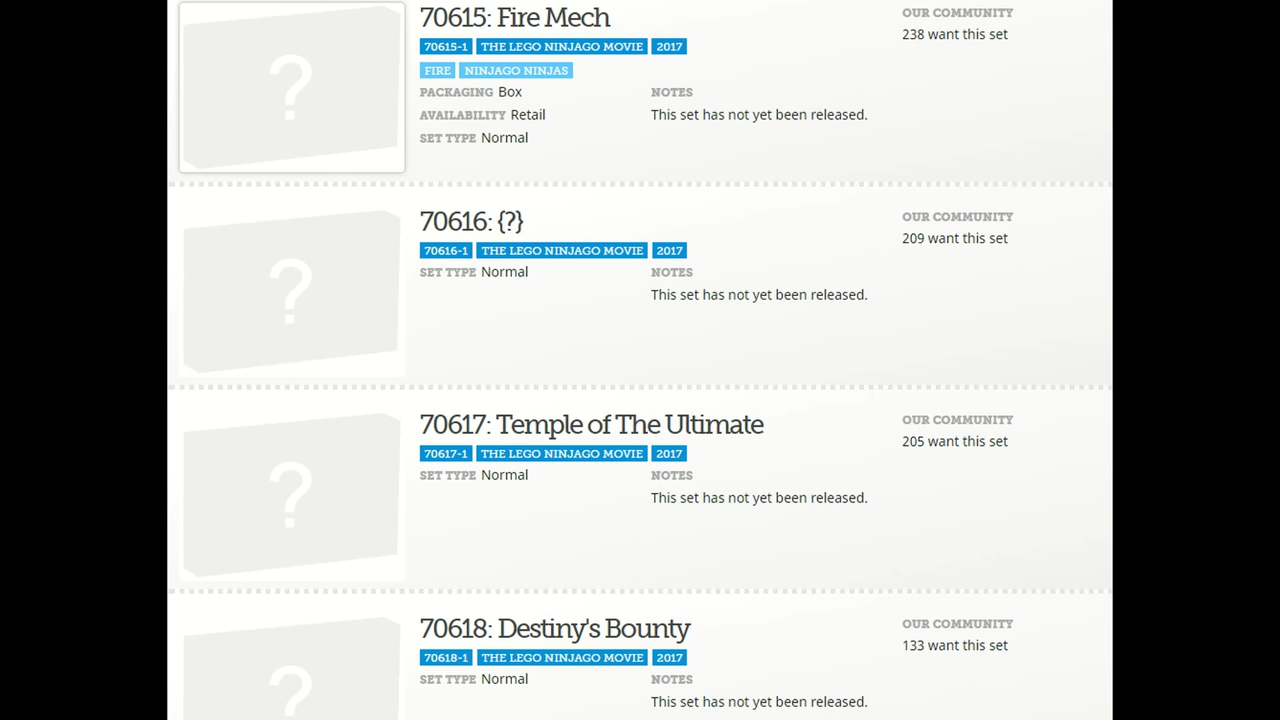 70615: Fire Mech
70615-1 THE LEGO NINJAGO MOVIE 2017
FIRE NINJAGO NINJAS
PACKAGING Box
AVAILABILITY Retail
SET TYPE Normal
NOTES
This set has not yet been released.
OUR COMMUNITY
238 want this set
?
70616: {?}
70616-1 THE LEGO NINJAGO MOVIE 2017
SET TYPE Normal
NOTES
This set has not yet been released.
OUR COMMUNITY
209 want this set
?
70617: Temple of The Ultimate
70617-1 THE LEGO NINJAGO MOVIE 2017
SET TYPE Normal
NOTES
This set has not yet been released.
OUR COMMUNITY
205 want this set
?
70618: Destiny's Bounty
70618-1 THE LEGO NINJAGO MOVIE 2017
SET TYPE Normal
NOTES
This set has not yet been released.
OUR COMMUNITY
133 want this set
?